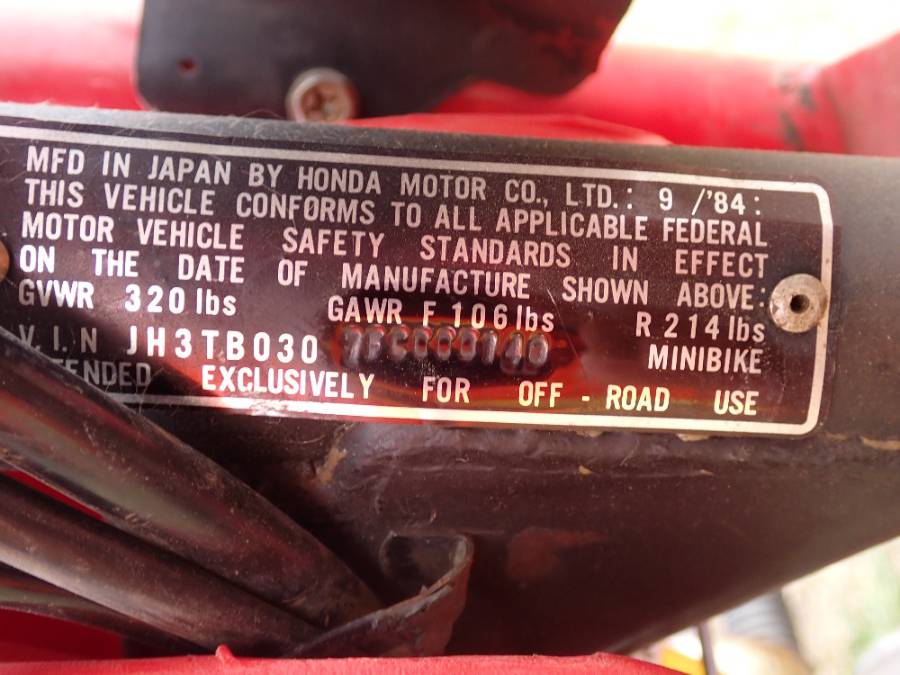 MFD IN JAPAN BY HONDA MOTOR CO., LTD.: 9 /'84:
THIS VEHICLE CONFORMS TO ALL APPLICABLE FEDERAL
MOTOR VEHICLE SAFETY STANDARDS IN EFFECT
ON THE DATE OF MANUFACTURE SHOWN ABOVE:
GVWR 320 lbs GAWR F 106 lbs R 214 lbs
V.I.N JH3TB030 MINIBIKE
EXCLUSIVELY FOR OFF - ROAD USE